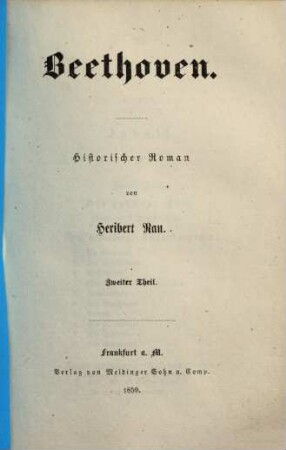 Beethoven.
Historischer Roman
von
Heribert Rau.
Zweiter Theil.
Frankfurt a. M.
Verlag von Meidinger Sohn u. Comp.
1859.